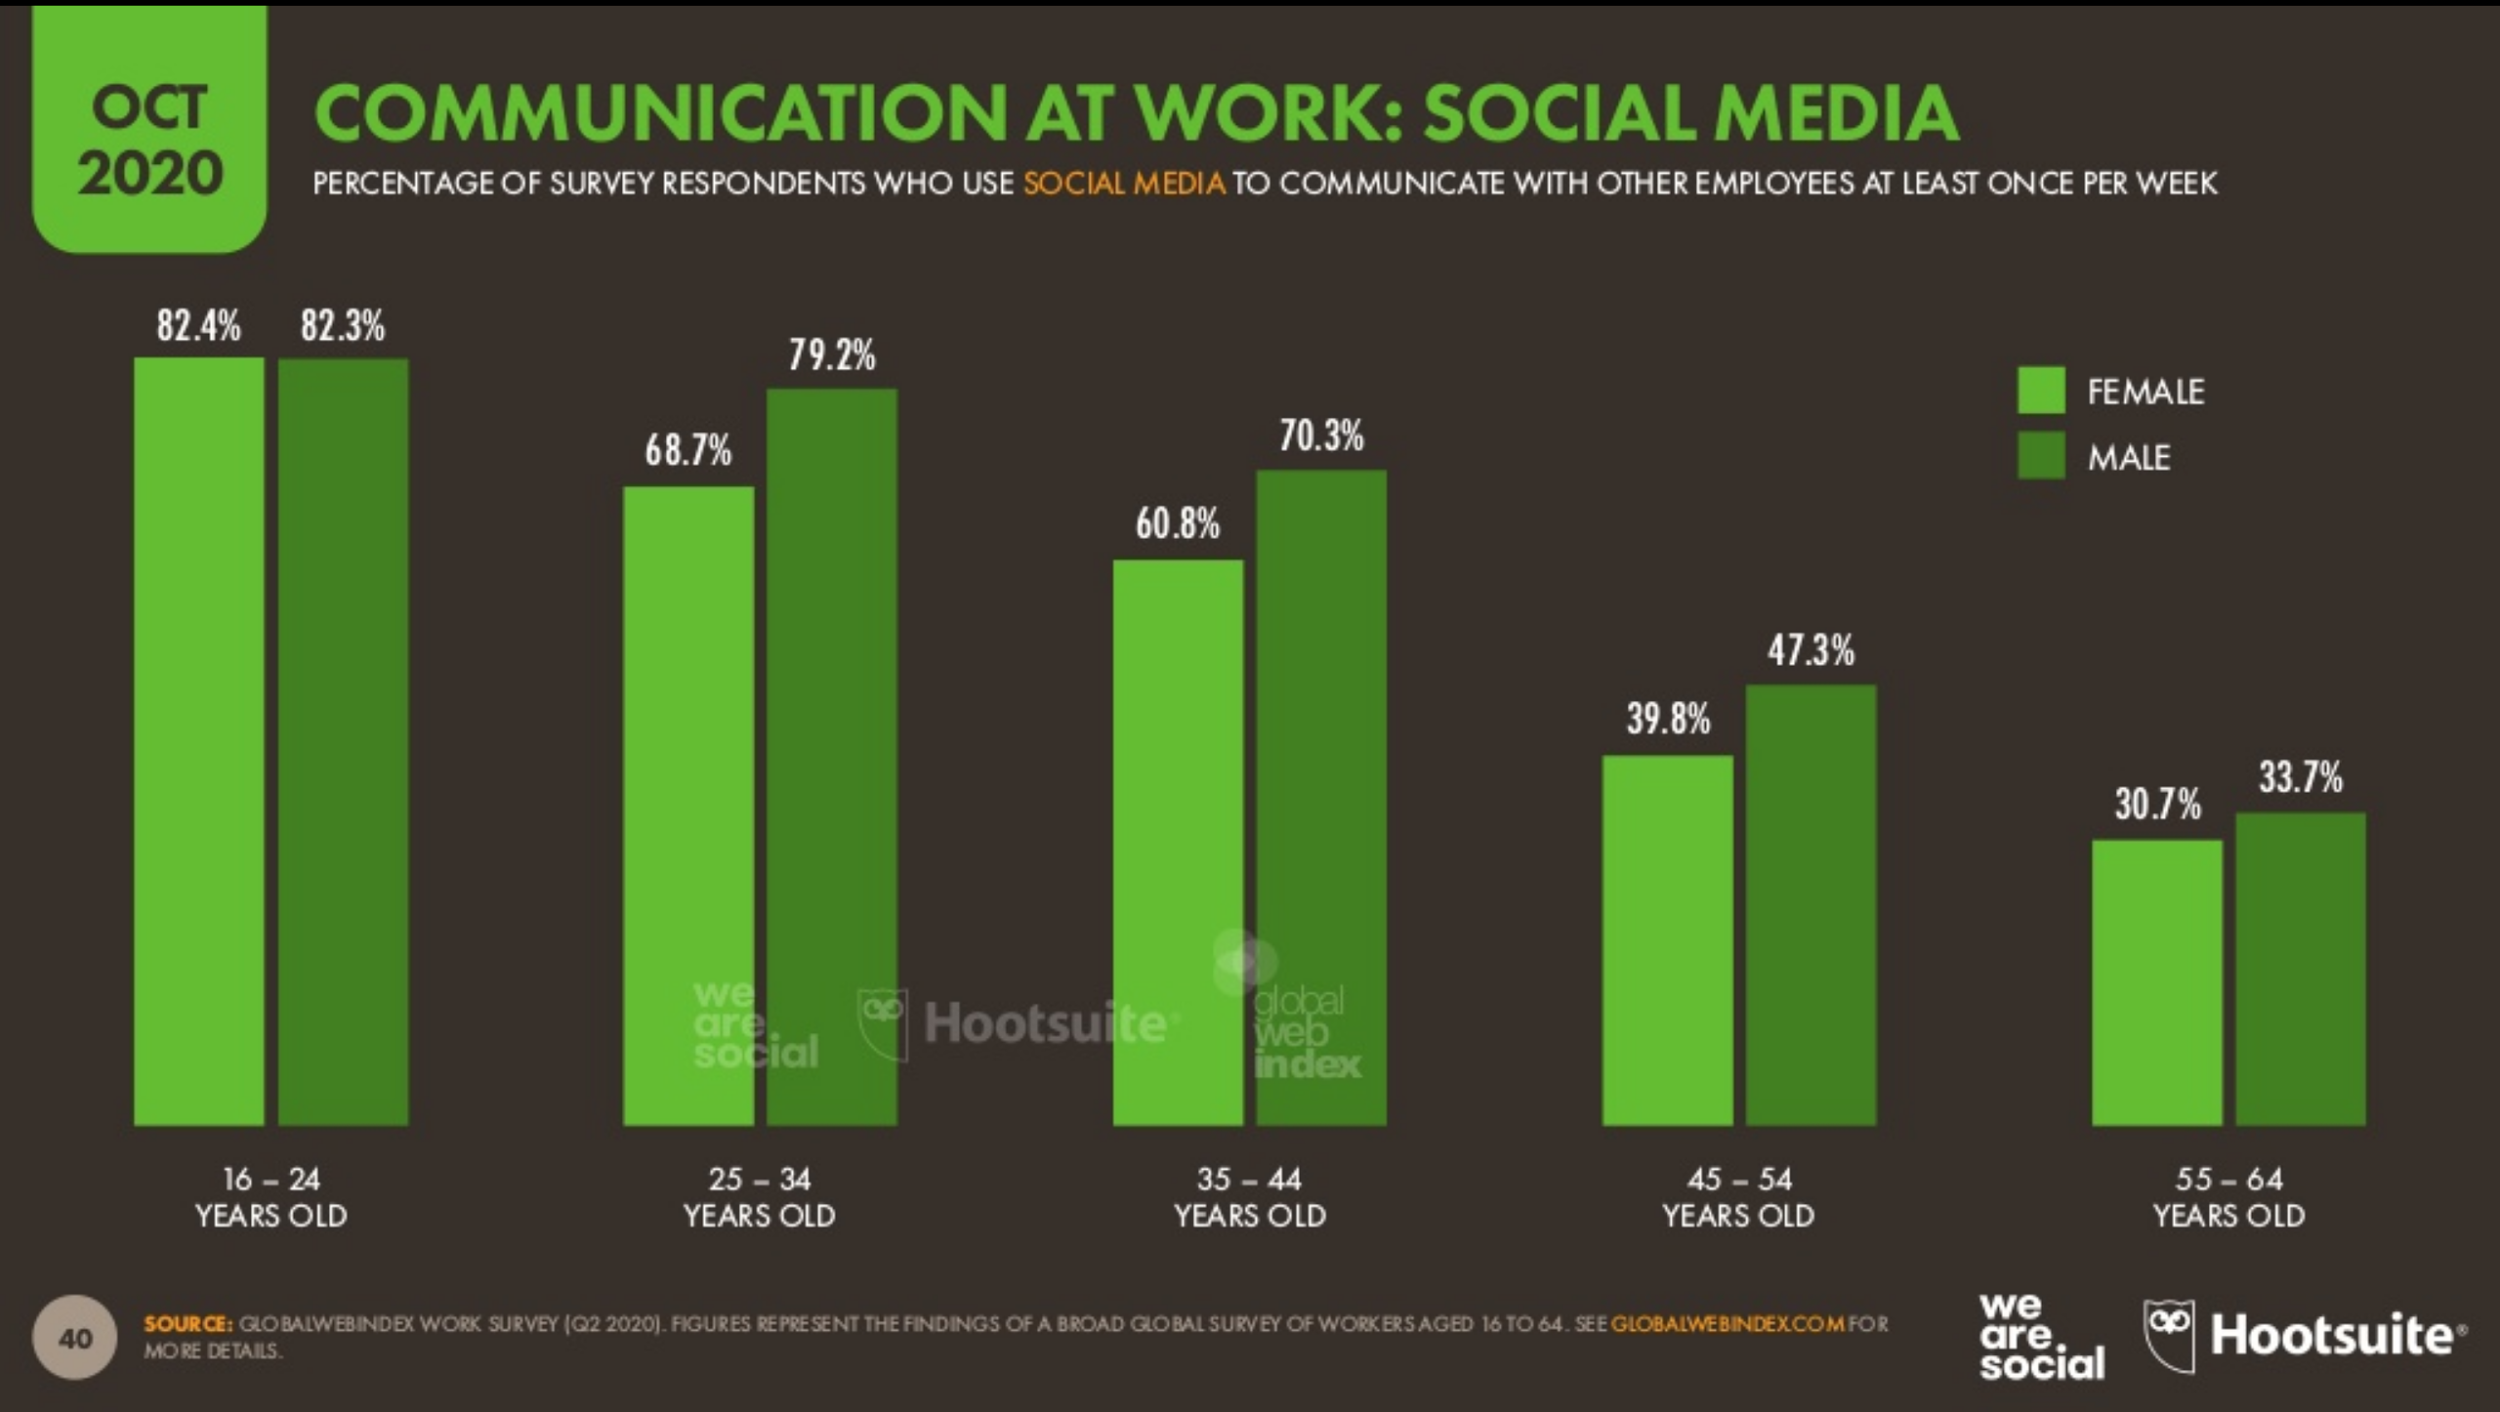 OCT
2020
COMMUNICATION AT WORK: SOCIAL MEDIA
PERCENTAGE OF SURVEY RESPONDENTS WHO USE SOCIAL MEDIA TO COMMUNICATE WITH OTHER EMPLOYEES AT LEAST ONCE PER WEEK
82.4% 82.3%
68.7% 79.2%
60.8% 70.3%
39.8% 47.3%
30.7% 33.7%
FEMALE
MALE
we
are
social
Hootsuite®
global
web
index
16 – 24
YEARS OLD
25 – 34
YEARS OLD
35 – 44
YEARS OLD
45 – 54
YEARS OLD
55 – 64
YEARS OLD
40
SOURCE: GLOBALWEBINDEX WORK SURVEY (Q2 2020). FIGURES REPRESENT THE FINDINGS OF A BROAD GLOBAL SURVEY OF WORKERS AGED 16 TO 64. SEE GLOBALWEBINDEX.COM FOR
MORE DETAILS.
we
are
social
Hootsuite®